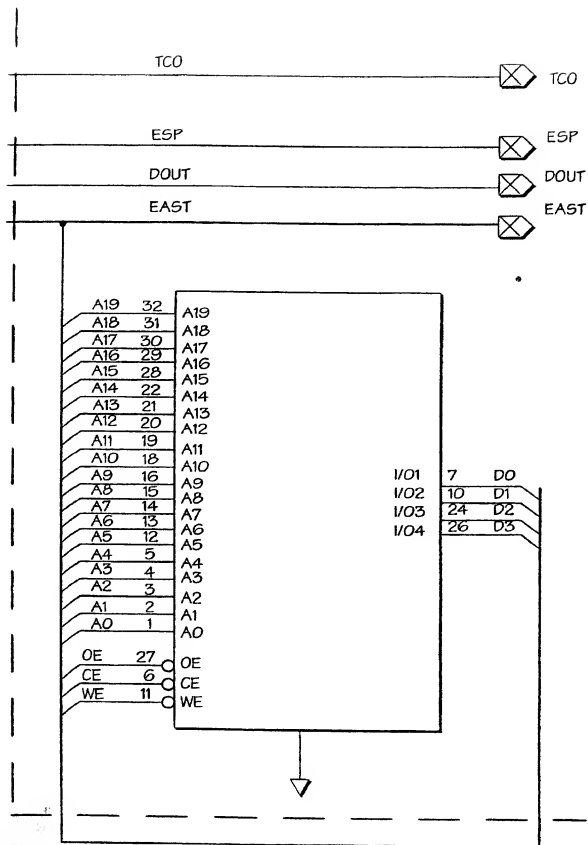 TCO TCO
ESP ESP
DOUT DOUT
EAST EAST
A19 32 A19
A18 31 A18
A17 30 A17
A16 29 A16
A15 28 A15
A14 22 A14
A13 21 A13
A12 20 A12
A11 19 A11
A10 18 A10
A9 16 A9
A8 15 A8
A7 14 A7
A6 13 A6
A5 12 A5
A4 5 A4
A3 4 A3
A2 3 A2
A1 2 A1
A0 1 A0
I/O1 7 D0
I/O2 10 D1
I/O3 24 D2
I/O4 26 D3
OE 27 OE
CE 6 CE
WE 11 WE